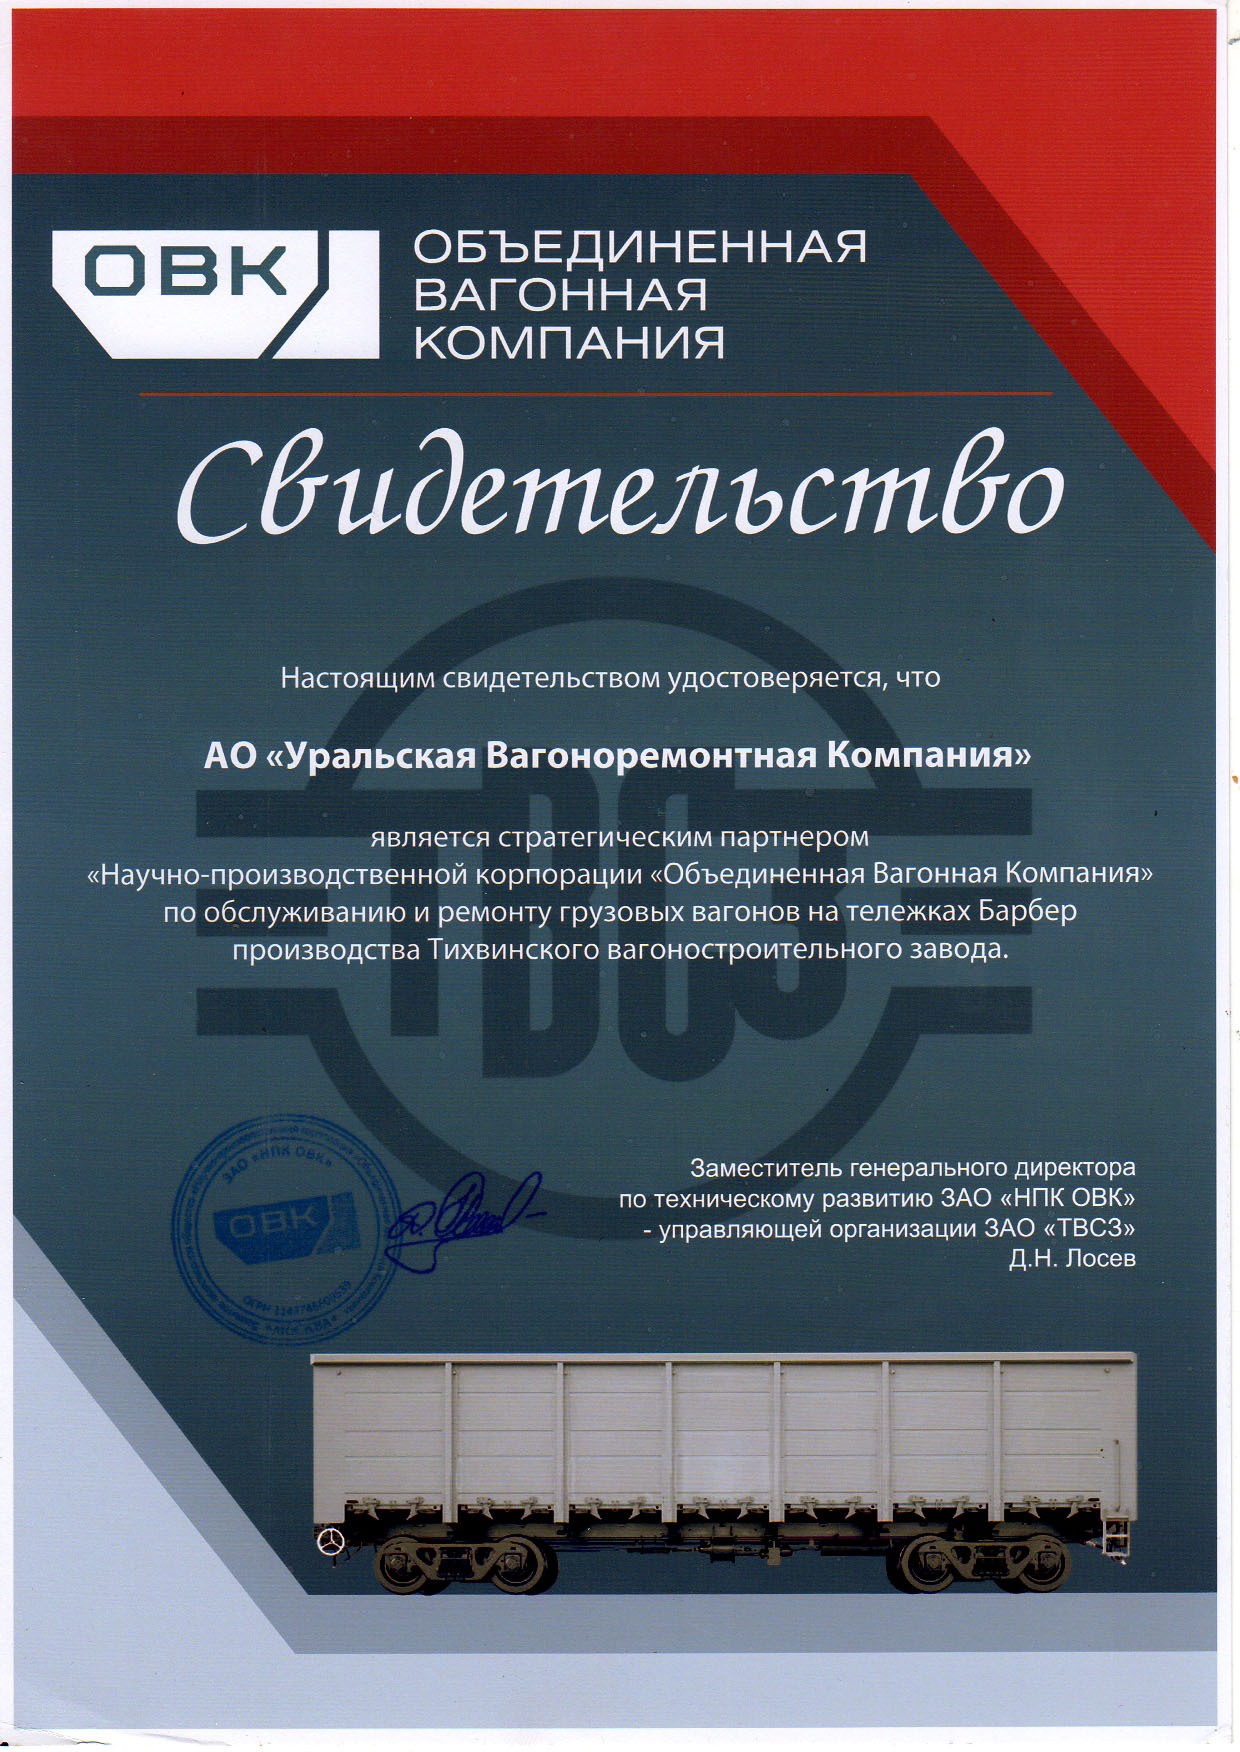 ОВК
ОБЪЕДИНЕННАЯ
ВАГОННАЯ
КОМПАНИЯ
Свидетельство
Настоящим свидетельством удостоверяется, что
АО «Уральская Вагоноремонтная Компания»
является стратегическим партнером
«Научно-производственной корпорации «Объединенная Вагонная Компания»
по обслуживанию и ремонту грузовых вагонов на тележках Барбер
производства Тихвинского вагоностроительного завода.
ТВСЗ
Заместитель генерального директора
по техническому развитию ЗАО «НПК ОВК»
- управляющей организации ЗАО «ТВСЗ»
Д.Н. Лосев
ЗАО «НПК ОВК»
ОВК
ОГРН